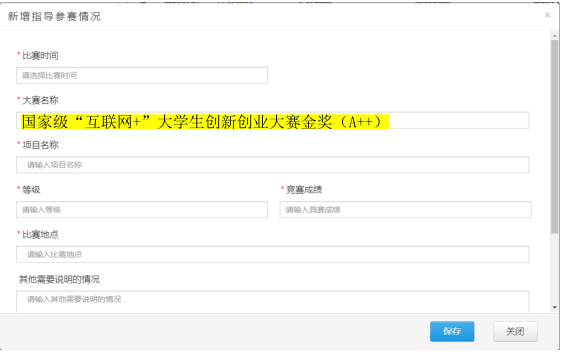 新增指导参赛情况
×
*比赛时间
请选择比赛时间
*大赛名称
国家级“互联网+”大学生创新创业大赛金奖（A++）
*项目名称
请输入项目名称
*等级
*竞赛成绩
请输入等级
请输入竞赛成绩
*比赛地点
请输入比赛地点
其他需要说明的情况
请输入其他需要说明的情况
保存
关闭